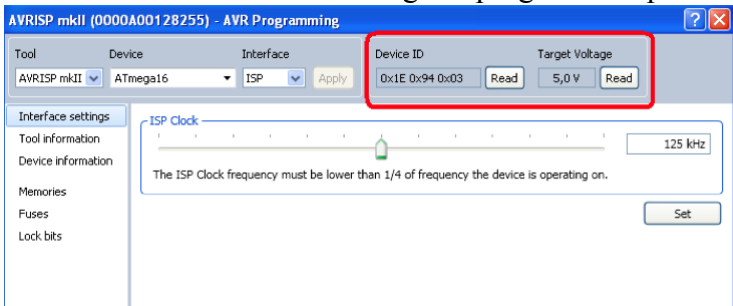 AVRISP mkII (0000A00128255) - AVR Programming
Tool Device Interface Device ID Target Voltage
AVRISP mkII ATmega16 ISP Apply 0x1E 0x94 0x03 Read 5,0 V Read
Interface settings
Tool information
Device information
Memories
Fuses
Lock bits
ISP Clock
125 kHz
The ISP Clock frequency must be lower than 1/4 of frequency the device is operating on.
Set